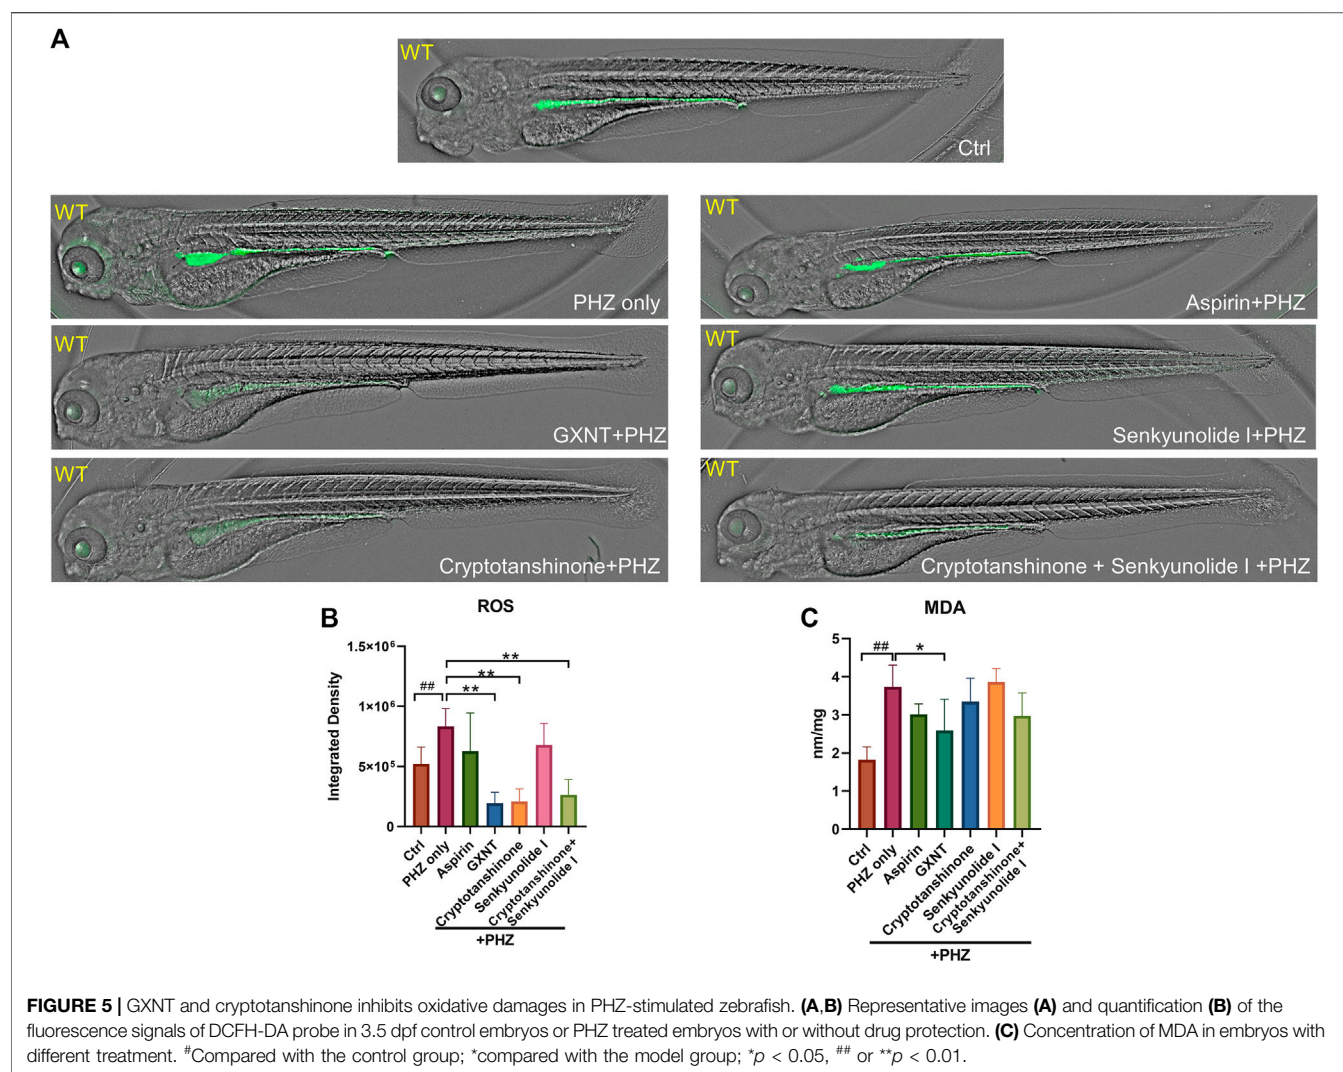 A
WT
Ctrl
WT
PHZ only
WT
Aspirin+PHZ
WT
GXNT+PHZ
WT
Senkyunolide I+PHZ
WT
Cryptotanshinone+PHZ
WT
Cryptotanshinone + Senkyunolide I +PHZ
B
ROS
Integrated Density
1.5×10⁶
1×10⁶
5×10⁵
0
##
**
**
**
Ctrl
PHZ only
Aspirin
GXNT
Cryptotanshinone
Senkyunolide I
Cryptotanshinone+
Senkyunolide I
+PHZ
C
MDA
nm/mg
5
4
3
2
1
0
##
*
Ctrl
PHZ only
Aspirin
GXNT
Cryptotanshinone
Senkyunolide I
Cryptotanshinone+
Senkyunolide I
+PHZ
FIGURE 5 | GXNT and cryptotanshinone inhibits oxidative damages in PHZ-stimulated zebrafish. (A,B) Representative images (A) and quantification (B) of the
fluorescence signals of DCFH-DA probe in 3.5 dpf control embryos or PHZ treated embryos with or without drug protection. (C) Concentration of MDA in embryos with
different treatment. #Compared with the control group; *compared with the model group; *p < 0.05, ## or **p < 0.01.